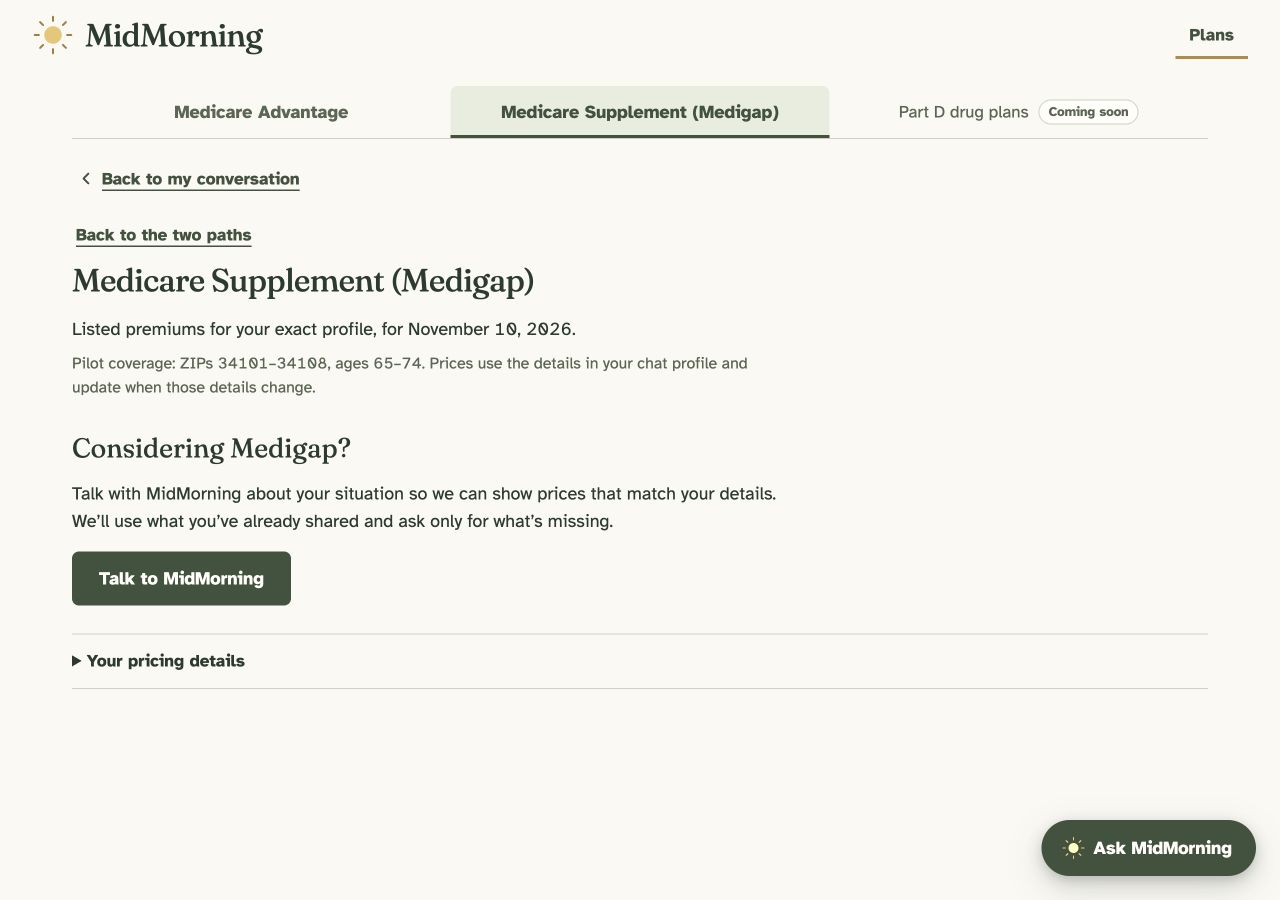 MidMorning
Plans
Medicare Advantage
Medicare Supplement (Medigap)
Part D drug plans Coming soon
Back to my conversation
Back to the two paths
Medicare Supplement (Medigap)
Listed premiums for your exact profile, for November 10, 2026.
Pilot coverage: ZIPs 34101–34108, ages 65–74. Prices use the details in your chat profile and
update when those details change.
Considering Medigap?
Talk with MidMorning about your situation so we can show prices that match your details.
We’ll use what you’ve already shared and ask only for what’s missing.
Talk to MidMorning
Your pricing details
Ask MidMorning